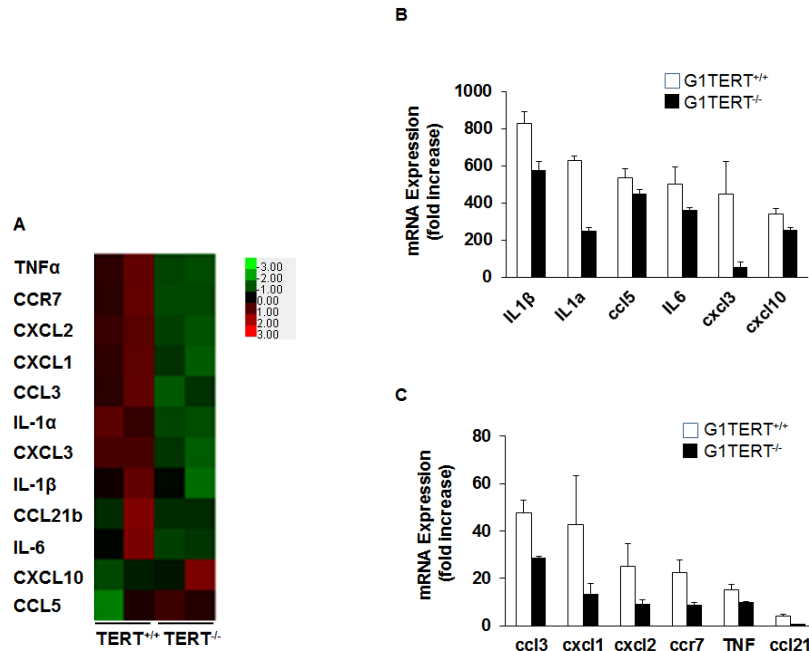 A
TNFα
CCR7
CXCL2
CXCL1
CCL3
IL-1α
CXCL3
IL-1β
CCL21b
IL-6
CXCL10
CCL5
TERT+/+ TERT-/-
-3.00
-2.00
-1.00
0.00
1.00
2.00
3.00
B
G1TERT+/+
G1TERT-/-
mRNA Expression
(fold increase)
1000
800
600
400
200
0
IL1β IL1a ccl5 IL6 cxcl3 cxcl10
C
G1TERT+/+
G1TERT-/-
mRNA Expression
(fold increase)
80
60
40
20
0
ccl3 cxcl1 cxcl2 ccr7 TNF ccl21